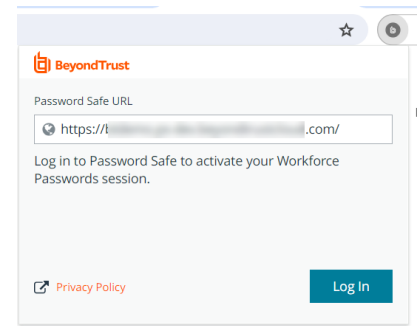 BeyondTrust
Password Safe URL
https:// .com/
Log in to Password Safe to activate your Workforce
Passwords session.
Privacy Policy
Log In